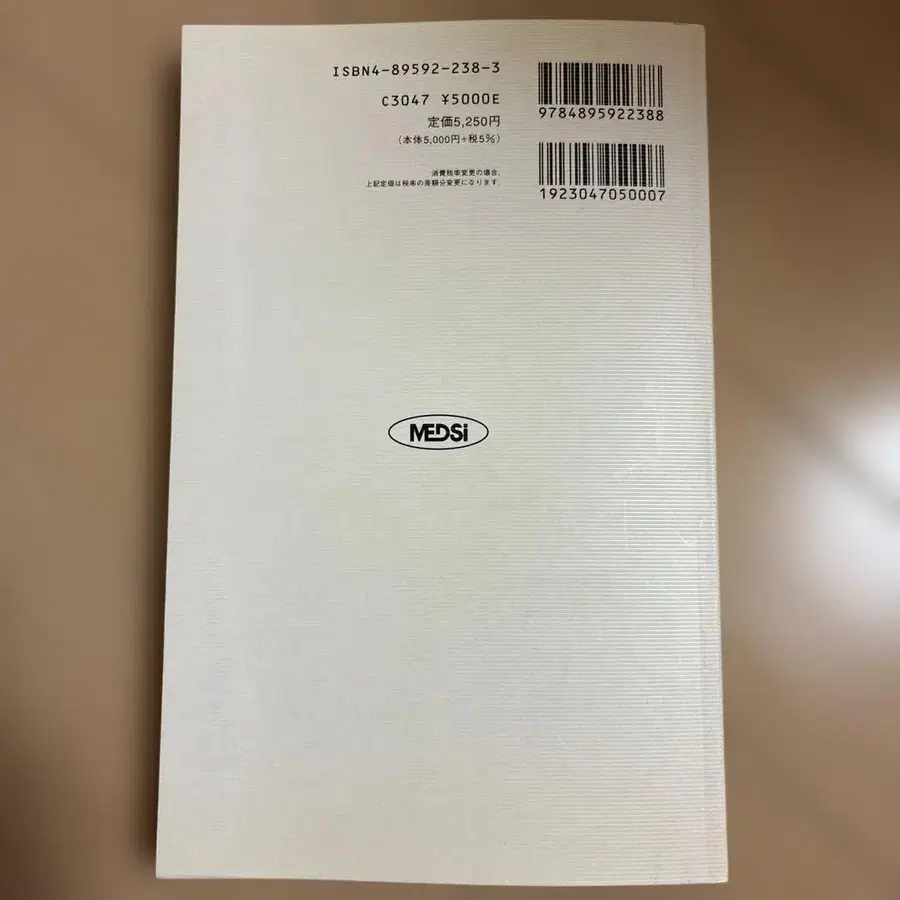 ISBN4-89592-238-3
C3047 ¥5000E
定価5,250円
(本体5,000円+税5%)
消費税率変更の場合,
上記定価は税率の差額分変更になります.
9784895922388
1923047050007
MEDSi